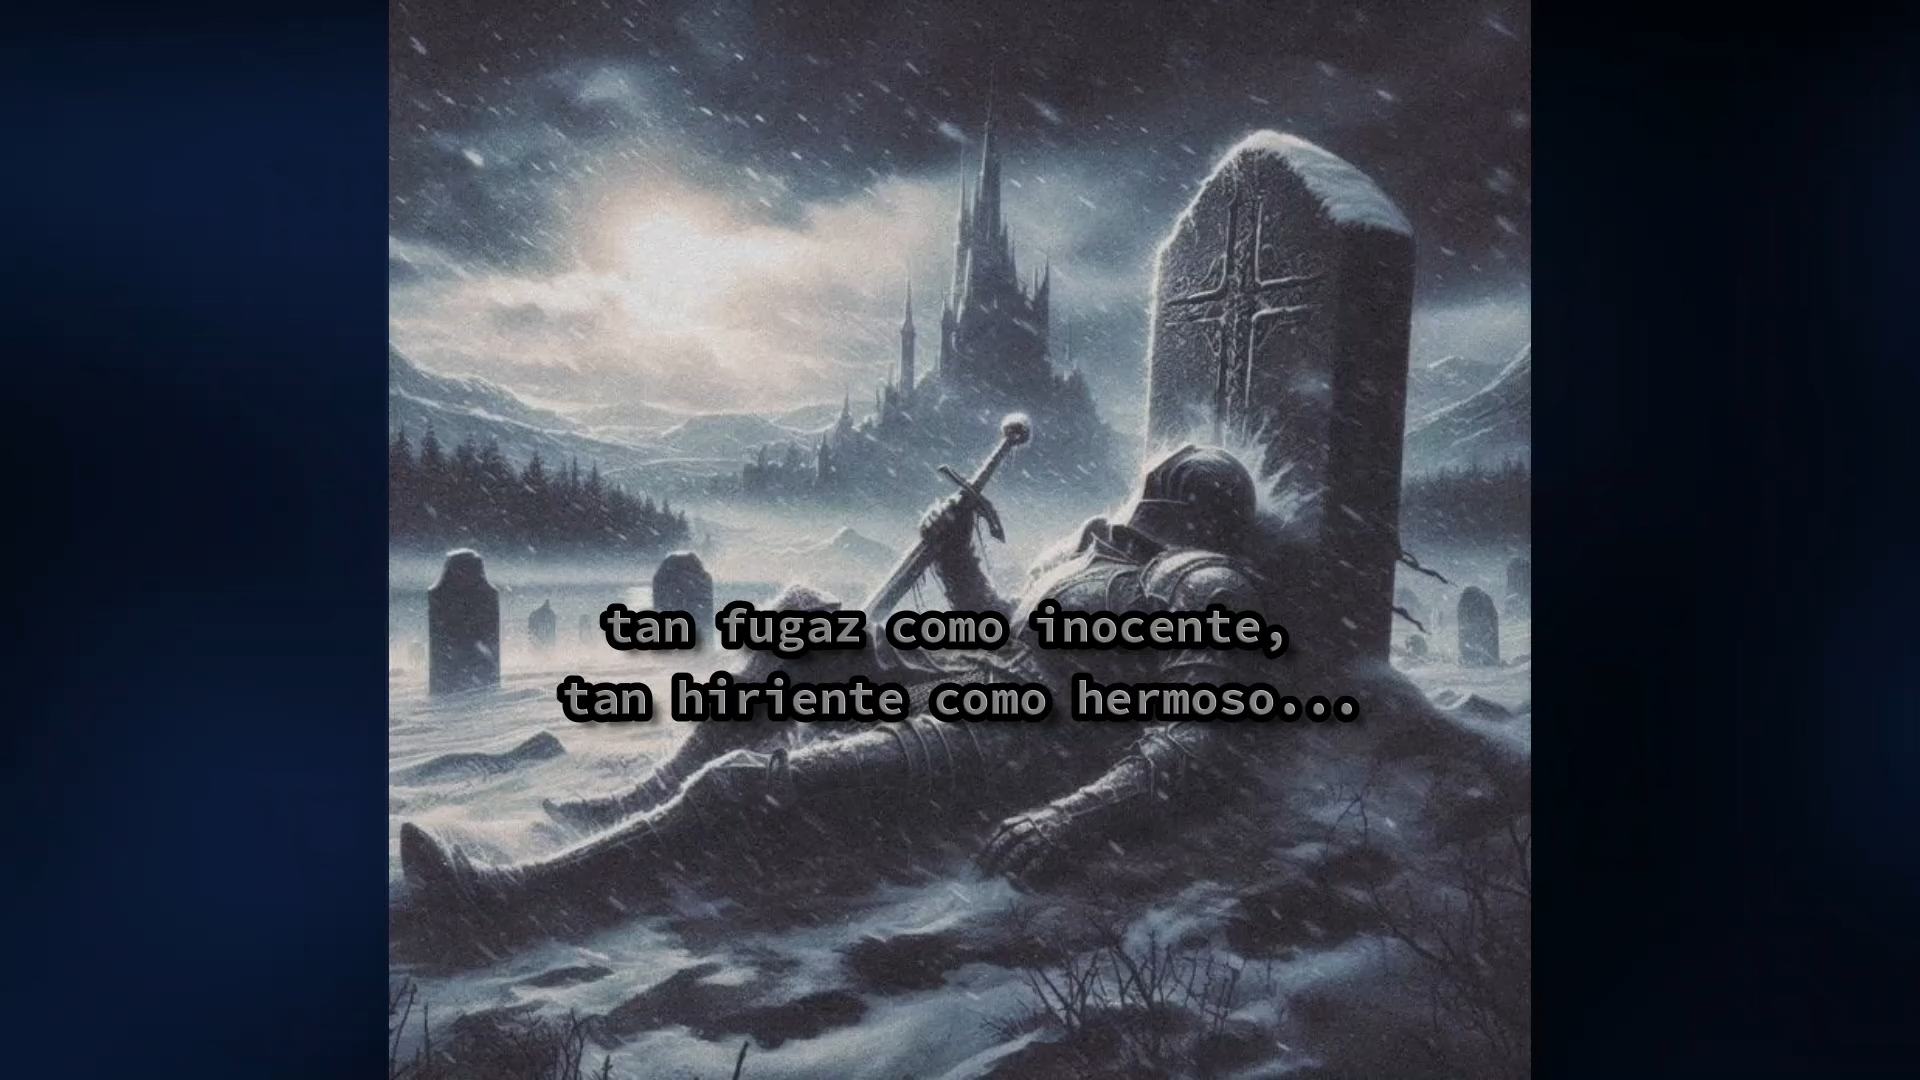 tan fugaz como inocente,
tan hiriente como hermoso...